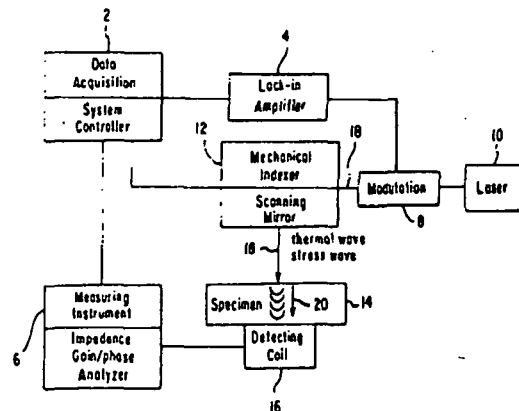 2
Data
Acquisition
System
Controller
4
Lock-in
Amplifier
12
Mechanical
Indexer
Scanning
Mirror
18
Modulation
8
10
Laser
18
thermal wave
stress wave
Specimen
20
14
Detecting
Coil
16
Measuring
Instrument
Impedance
Gain/phase
Analyzer
6